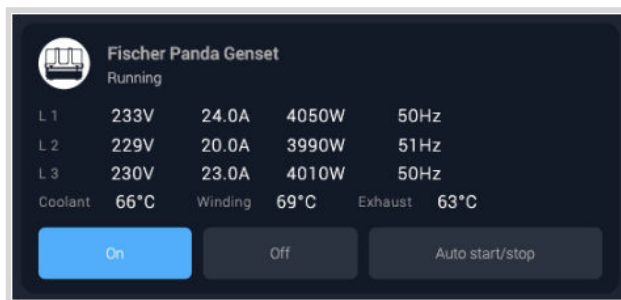 Fischer Panda Genset
Running
L 1 233V 24.0A 4050W 50Hz
L 2 229V 20.0A 3990W 51Hz
L 3 230V 23.0A 4010W 50Hz
Coolant 66°C Winding 69°C Exhaust 63°C
On Off Auto start/stop